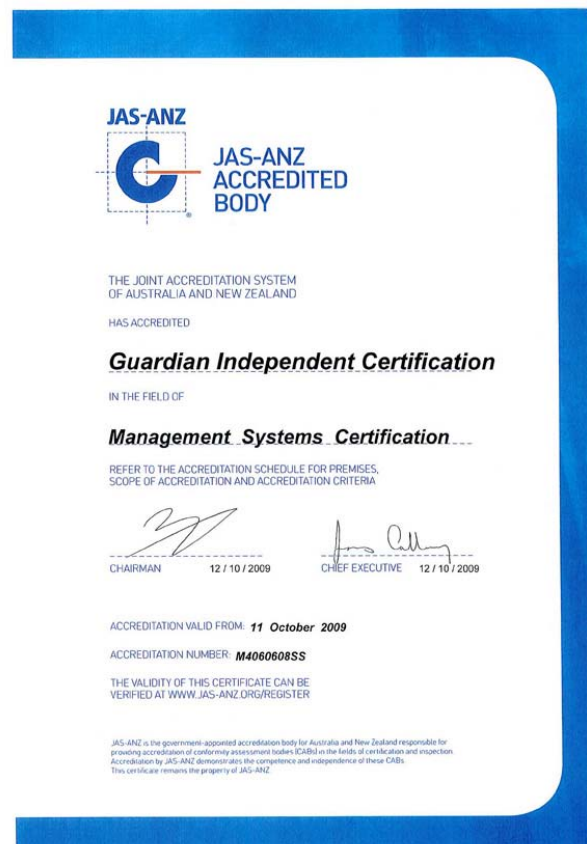 JAS-ANZ
®
JAS-ANZ
ACCREDITED
BODY
THE JOINT ACCREDITATION SYSTEM
OF AUSTRALIA AND NEW ZEALAND
HAS ACCREDITED
Guardian Independent Certification
IN THE FIELD OF
Management Systems Certification
REFER TO THE ACCREDITATION SCHEDULE FOR PREMISES,
SCOPE OF ACCREDITATION AND ACCREDITATION CRITERIA
CHAIRMAN 12 / 10 / 2009 CHIEF EXECUTIVE 12 / 10 / 2009
ACCREDITATION VALID FROM: 11 October 2009
ACCREDITATION NUMBER: M4060608SS
THE VALIDITY OF THIS CERTIFICATE CAN BE
VERIFIED AT WWW.JAS-ANZ.ORG/REGISTER
JAS-ANZ is the government-appointed accreditation body for Australia and New Zealand responsible for
providing accreditation of conformity assessment bodies (CABs) in the fields of certification and inspection.
Accreditation by JAS-ANZ demonstrates the competence and independence of these CABs.
This certificate remains the property of JAS-ANZ